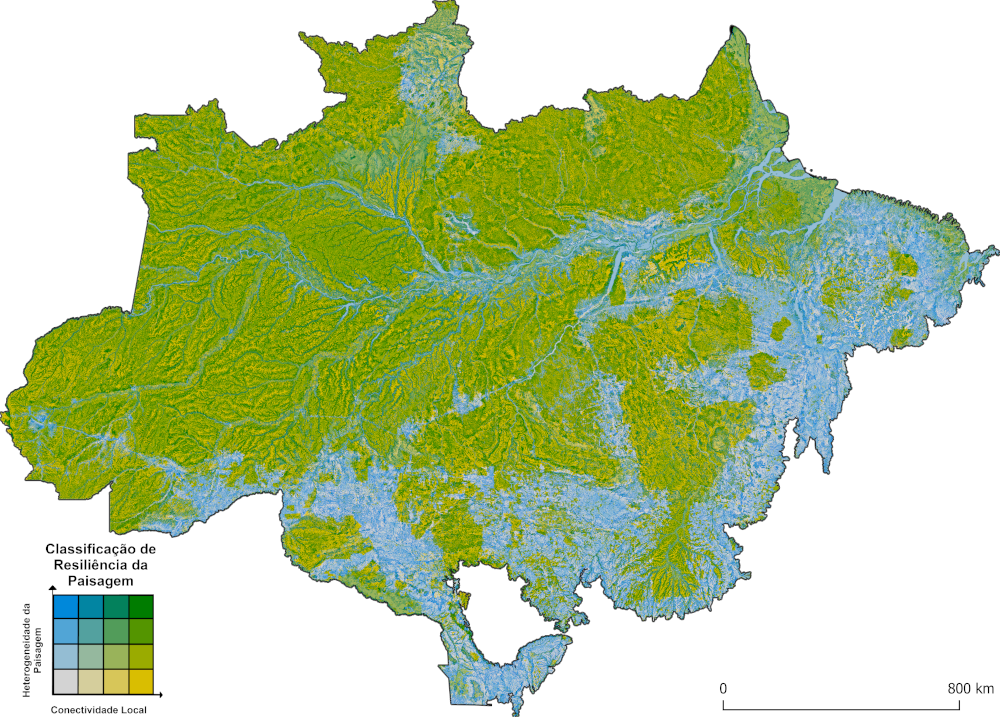 Classificação de
Resiliência da
Paisagem
Heterogeneidade da
Paisagem
Conectividade Local
0
800 km